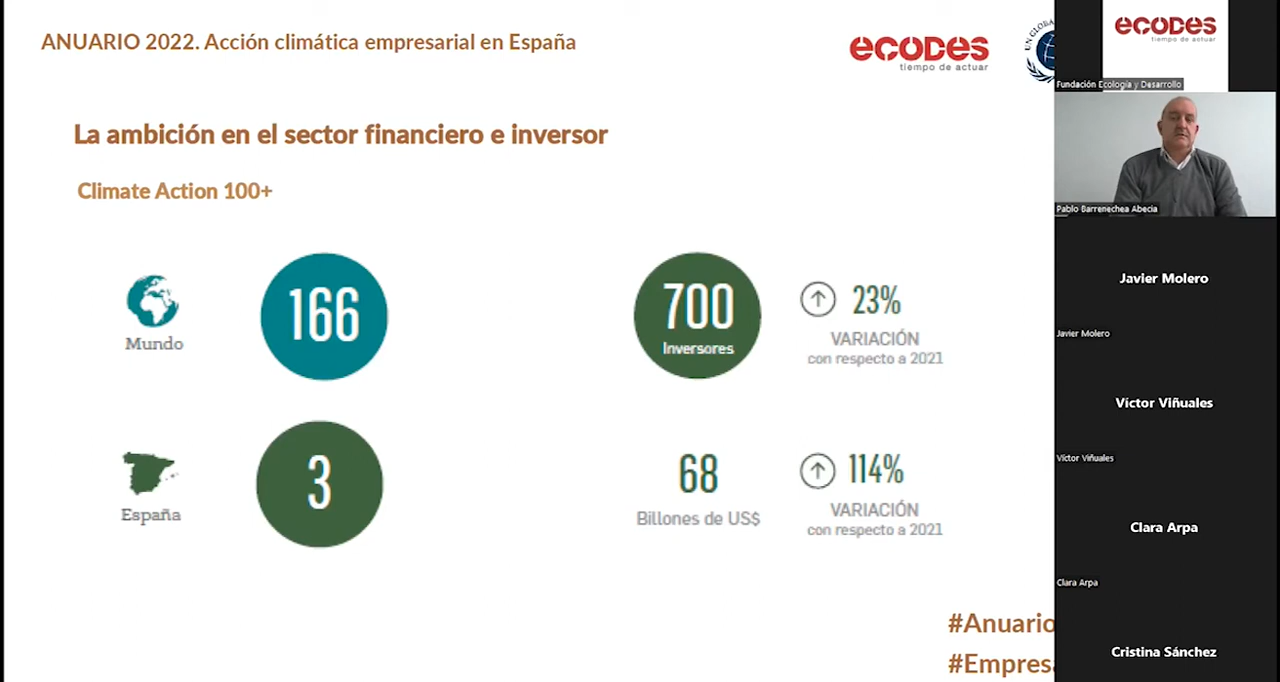 ANUARIO 2022. Acción climática empresarial en España
ecodes
tiempo de actuar
UN GLOBA
La ambición en el sector financiero e inversor
Climate Action 100+
Mundo
166
700
Inversores
23%
VARIACIÓN
con respecto a 2021
España
3
68
Billones de US$
114%
VARIACIÓN
con respecto a 2021
#Anuario
#Empresa
ecodes
tiempo de actuar
Fundación Ecología y Desarrollo
Pablo Barrenechea Abecia
Javier Molero
Javier Molero
Víctor Viñuales
Víctor Viñuales
Clara Arpa
Clara Arpa
Cristina Sánchez